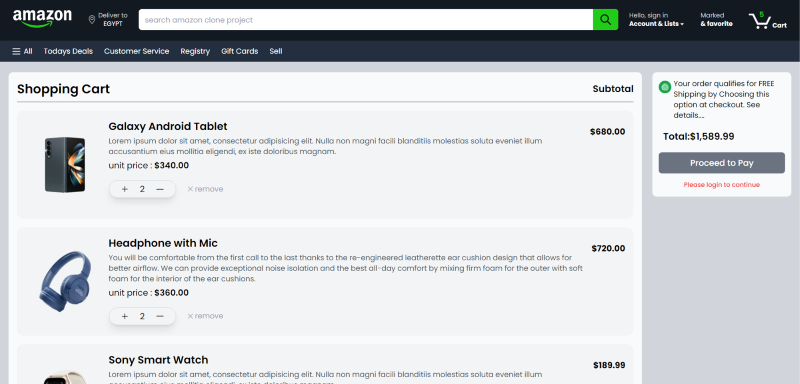 amazon
Deliver to
EGYPT
search amazon clone project
Hello, sign in
Account & Lists
Marked
& favorite
5
Cart
All
Todays Deals
Customer Service
Registry
Gift Cards
Sell
Shopping Cart
Subtotal
Galaxy Android Tablet
$680.00
Lorem ipsum dolor sit amet, consectetur adipisicing elit. Nulla non magni facili blanditiis molestias soluta eveniet illum
accusantium eius mollitia eligendi, ex iste doloribus magnam.
unit price : $340.00
+ 2 —
× remove
Headphone with Mic
$720.00
You will be comfortable from the first call to the last thanks to the re-engineered leatherette ear cushion design that allows for
better airflow. We can provide exceptional noise isolation and the best all-day comfort by mixing firm foam for the outer with soft
foam for the interior of the ear cushions.
unit price : $360.00
+ 2 —
× remove
Sony Smart Watch
$189.99
Lorem ipsum dolor sit amet, consectetur adipisicing elit. Nulla non magni facili blanditiis molestias soluta eveniet illum
accusantium eius mollitia eligendi, ex iste doloribus magnam.
Your order qualifies for FREE
Shipping by Choosing this
option at checkout. See
details....
Total:$1,589.99
Proceed to Pay
Please login to continue